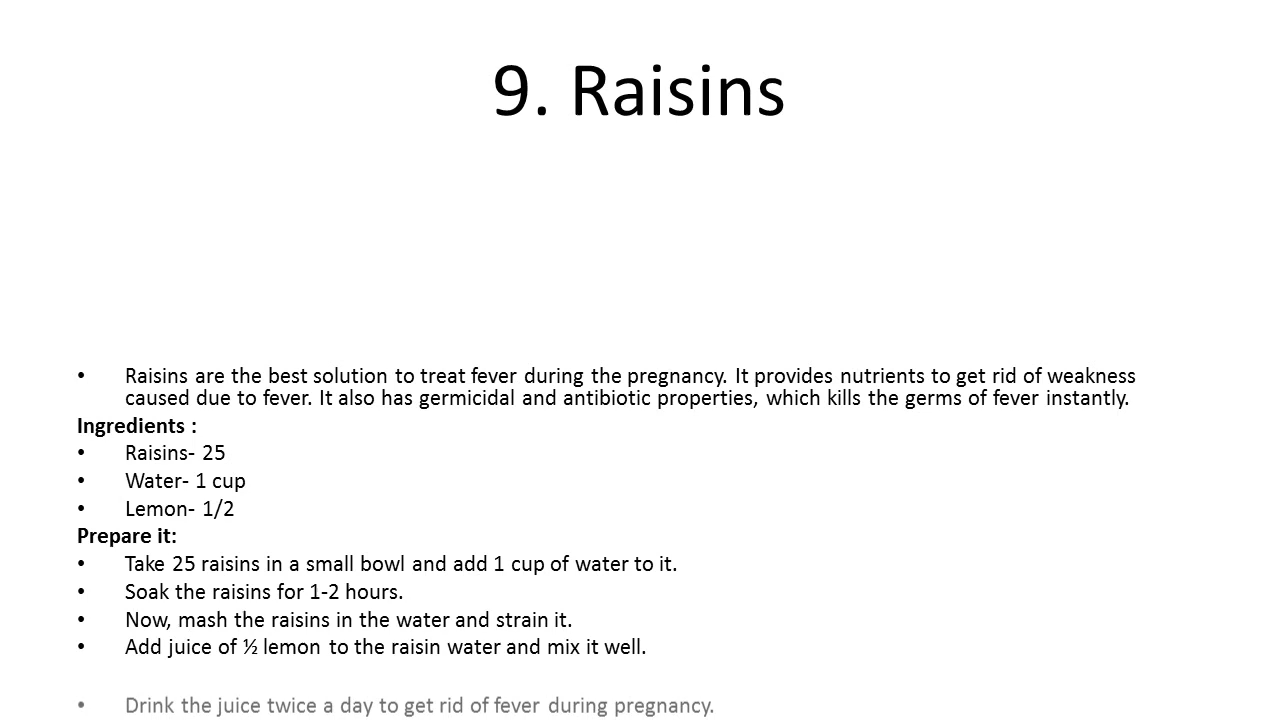 9. Raisins
• Raisins are the best solution to treat fever during the pregnancy. It provides nutrients to get rid of weakness
caused due to fever. It also has germicidal and antibiotic properties, which kills the germs of fever instantly.
Ingredients :
• Raisins- 25
• Water- 1 cup
• Lemon- 1/2
Prepare it:
• Take 25 raisins in a small bowl and add 1 cup of water to it.
• Soak the raisins for 1-2 hours.
• Now, mash the raisins in the water and strain it.
• Add juice of ½ lemon to the raisin water and mix it well.
• Drink the juice twice a day to get rid of fever during pregnancy.